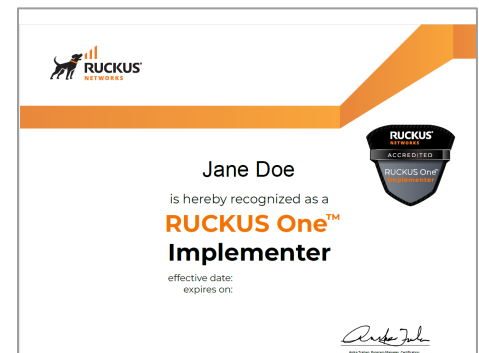 RUCKUS
NETWORKS
RUCKUS
NETWORKS
ACCREDITED
RUCKUS One
Implementer
Jane Doe
is hereby recognized as a
RUCKUS One™
Implementer
effective date:
expires on: